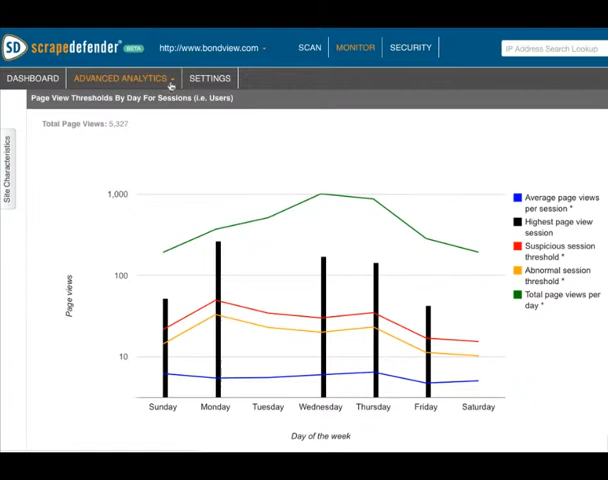 SD scrapedefender® BETA http://www.bondview.com SCAN MONITOR SECURITY IP Address Search Lookup
DASHBOARD ADVANCED ANALYTICS SETTINGS
Page View Thresholds By Day For Sessions (i.e. Users)
Total Page Views: 5,327
Site Characteristics
1,000
100
10
Page views
Sunday Monday Tuesday Wednesday Thursday Friday Saturday
Day of the week
Average page views
per session *
Highest page view
session
Suspicious session
threshold *
Abnormal session
threshold *
Total page views per
day *